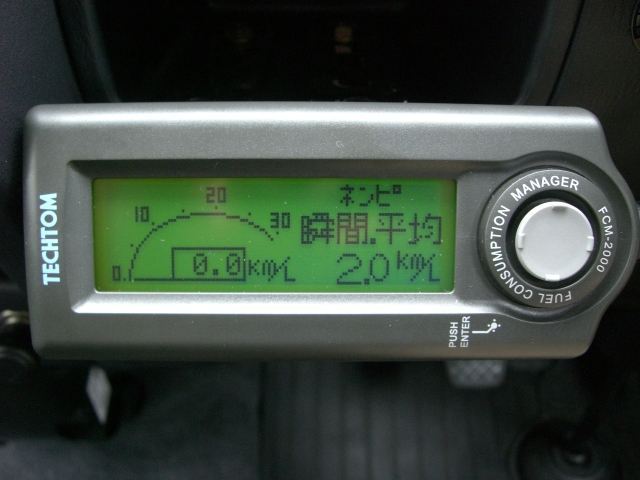 TECHTOM
0. 10 20 30
0.0km/L
ネンピ
瞬間.平均
2.0km/L
FUEL CONSUMPTION MANAGER
FCM-2000
PUSH
ENTER